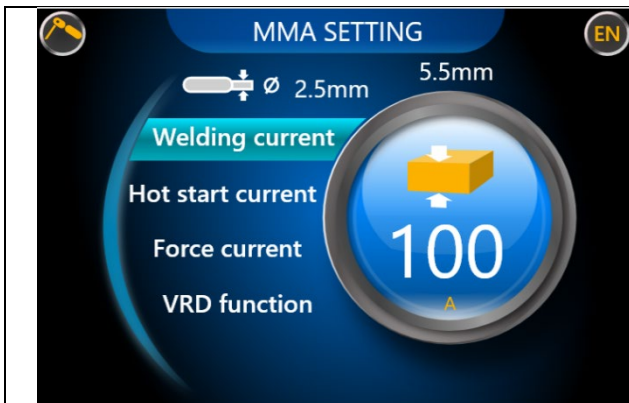 MMA SETTING
EN
5.5mm
Ø 2.5mm
Welding current
Hot start current
Force current
VRD function
100
A